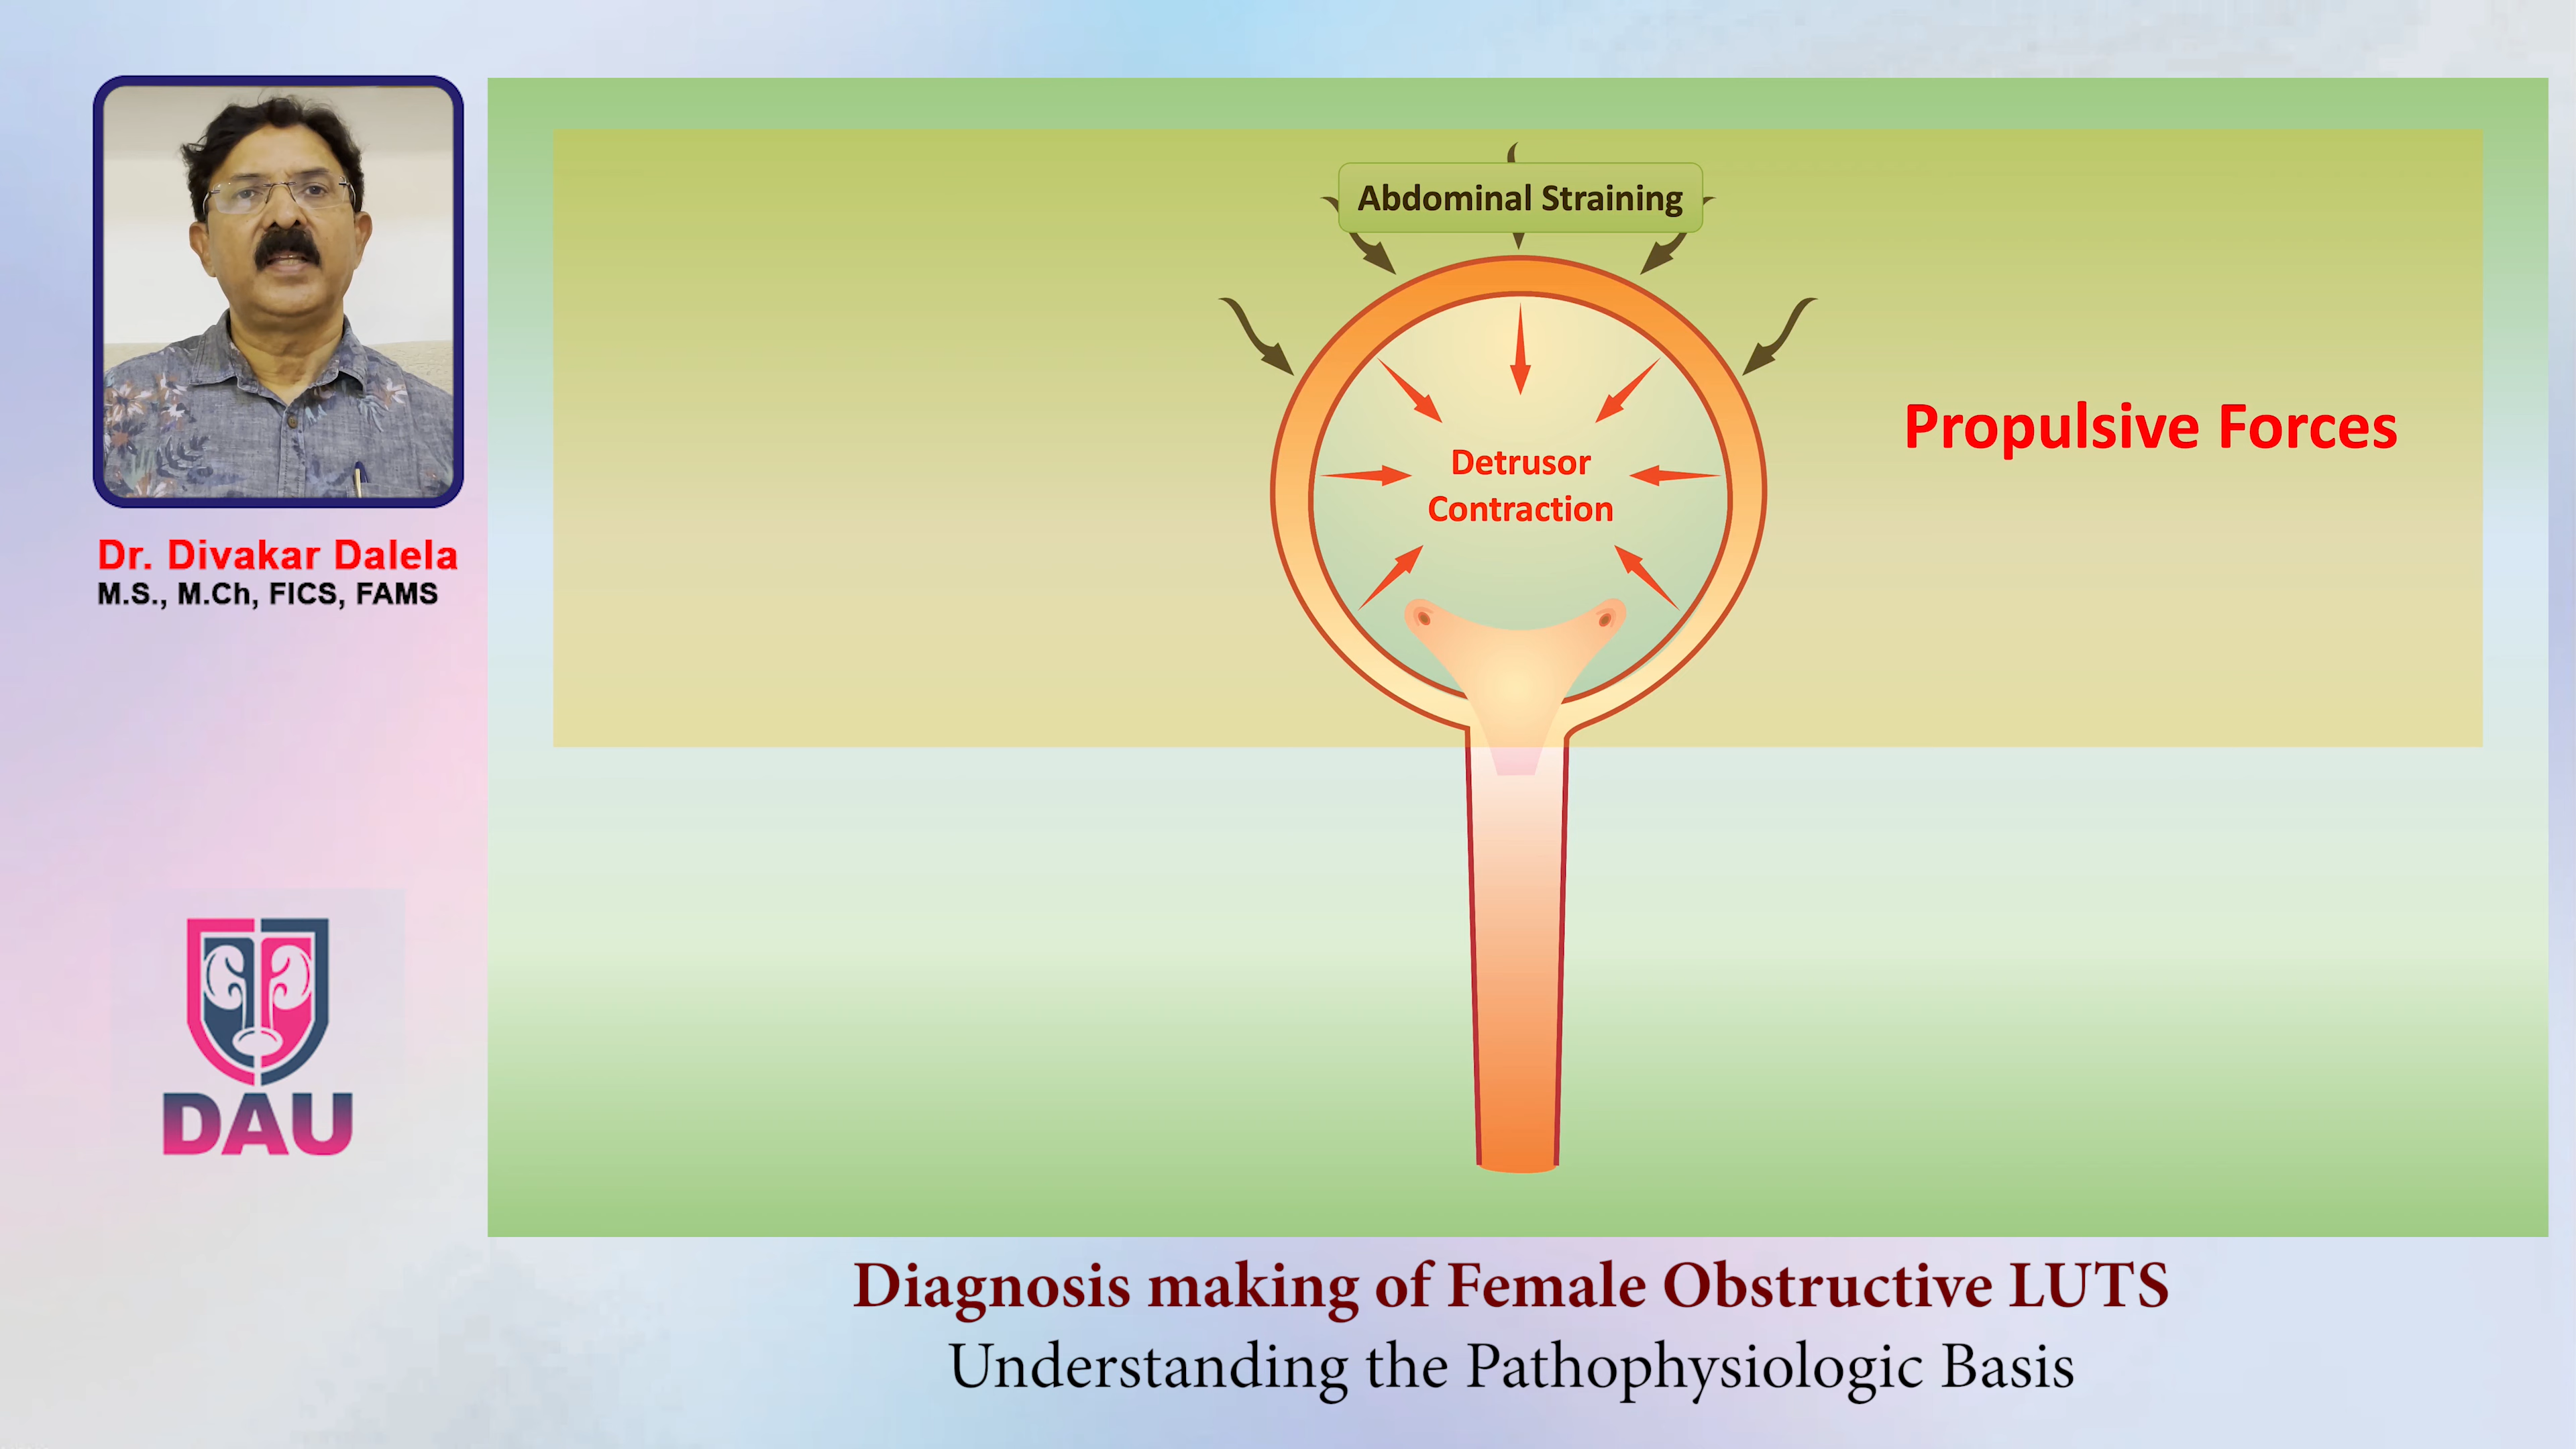 Abdominal Straining
Detrusor
Contraction
Propulsive Forces
Dr. Divakar Dalela
M.S., M.Ch, FICS, FAMS
DAU
Diagnosis making of Female Obstructive LUTS
Understanding the Pathophysiologic Basis